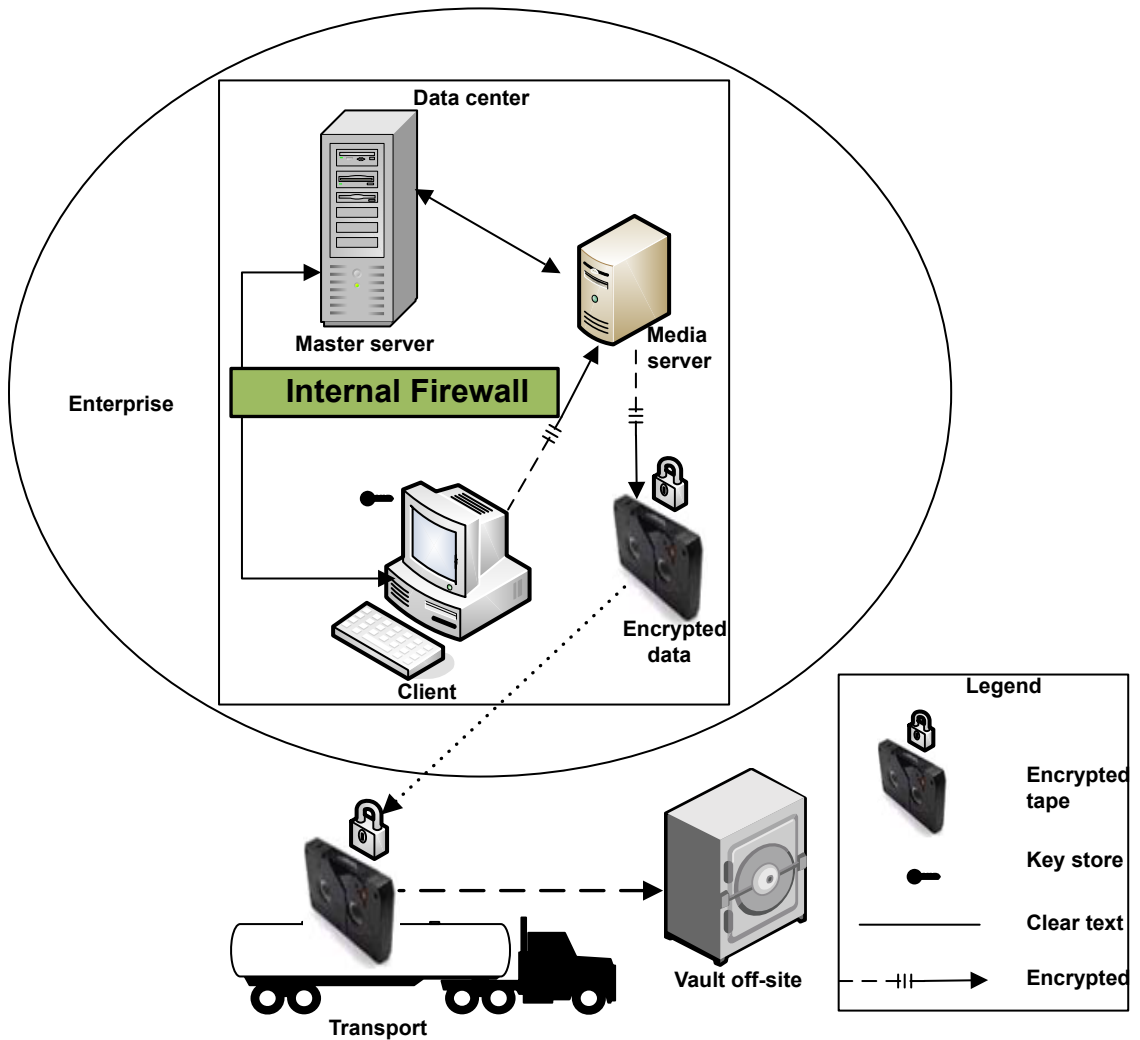 Data center
Master server
Media
server
Internal Firewall
Enterprise
Encrypted
data
Client
Legend
Encrypted
tape
Key store
Clear text
Encrypted
Vault off-site
Transport